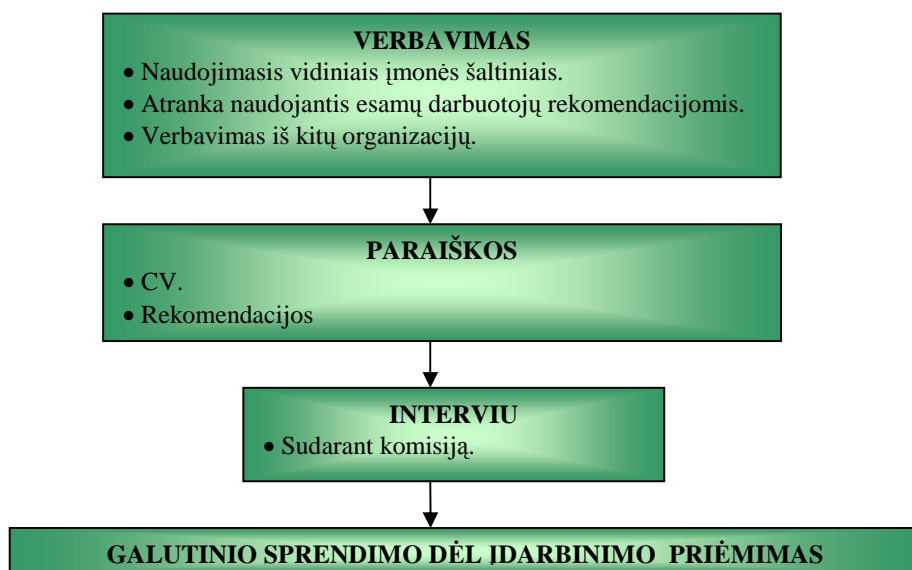 VERBAVIMAS
• Naudojimasis vidiniais įmonės šaltiniais.
• Atranka naudojantis esamų darbuotojų rekomendacijomis.
• Verbavimas iš kitų organizacijų.
PARAIŠKOS
• CV.
• Rekomendacijos
INTERVIU
• Sudarant komisiją.
GALUTINIO SPRENDIMO DĖL ĮDARBINIMO PRIĖMIMAS